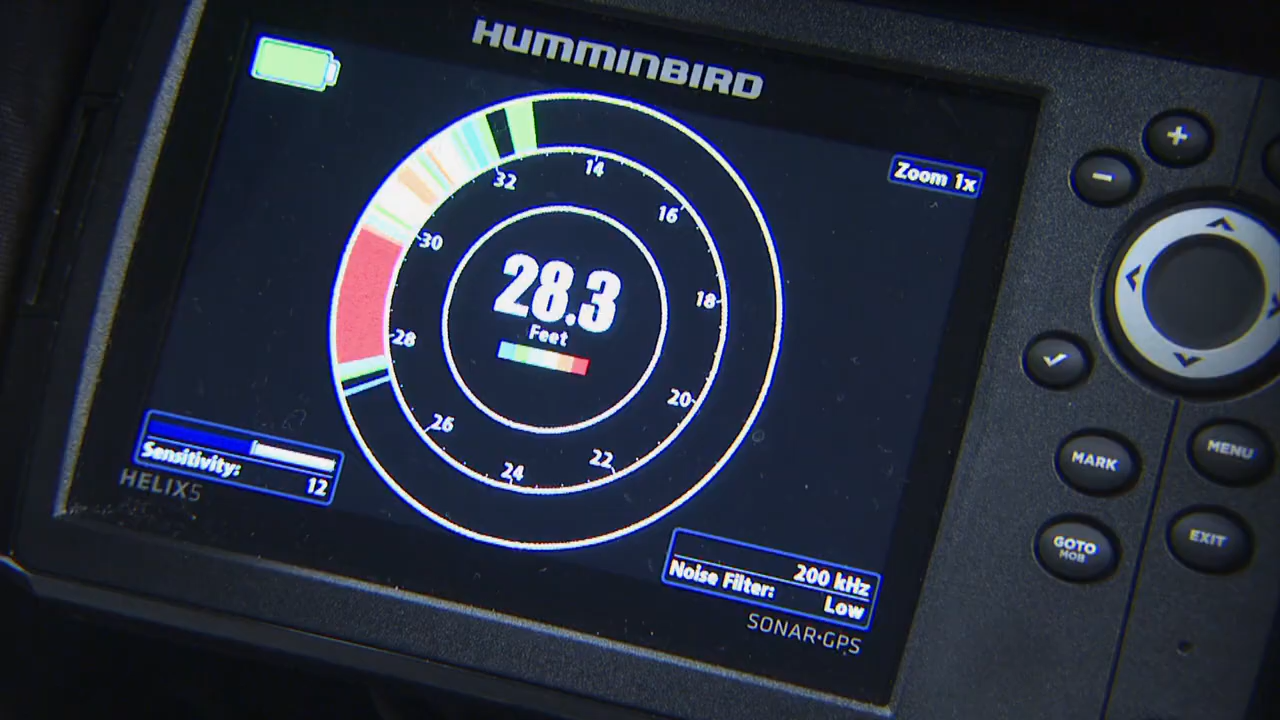 HUMMINBIRD
Zoom 1x
14
16
18
20
22
24
26
28
30
32
28.3
Feet
Sensitivity:
12
HELIX5
200 kHz
Noise Filter:
Low
SONAR·GPS
+
−
MARK
MENU
GOTO
MOB
EXIT